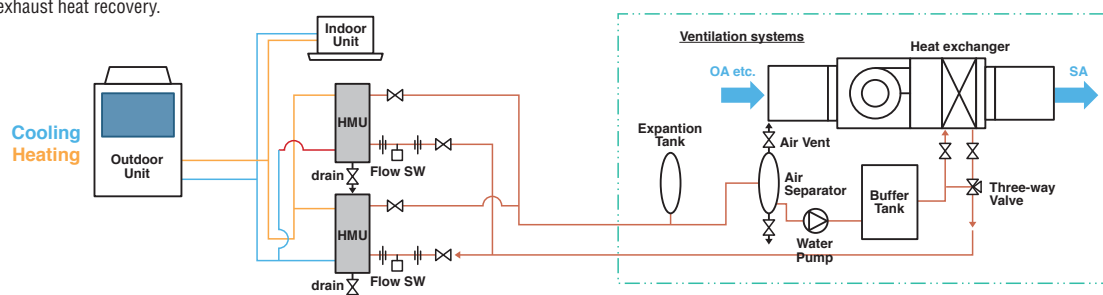 exhaust heat recovery.
Indoor
Unit
Ventilation systems
Heat exchanger
OA etc.
SA
Cooling
Heating
Outdoor
Unit
HMU
Flow SW
drain
Expantion
Tank
Air Vent
Air
Separator
Buffer
Tank
Three-way
Valve
HMU
Water
Pump
Flow SW
drain